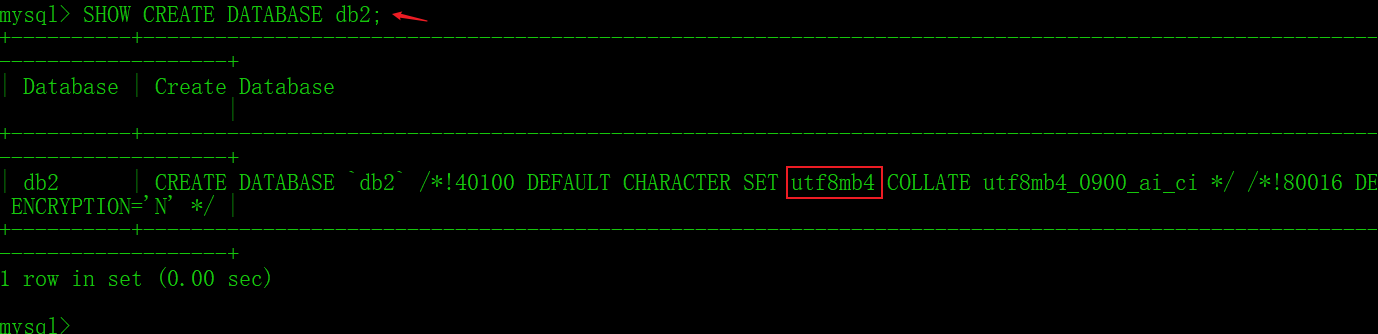 mysql> SHOW CREATE DATABASE db2;
+----------+--------------------------------------------------------------------------------------------------------
-------------------+
| Database | Create Database
                   |
+----------+--------------------------------------------------------------------------------------------------------
-------------------+
| db2      | CREATE DATABASE `db2` /*!40100 DEFAULT CHARACTER SET utf8mb4 COLLATE utf8mb4_0900_ai_ci */ /*!80016 DE
 ENCRYPTION='N' */ |
+----------+--------------------------------------------------------------------------------------------------------
-------------------+
1 row in set (0.00 sec)
mysql>